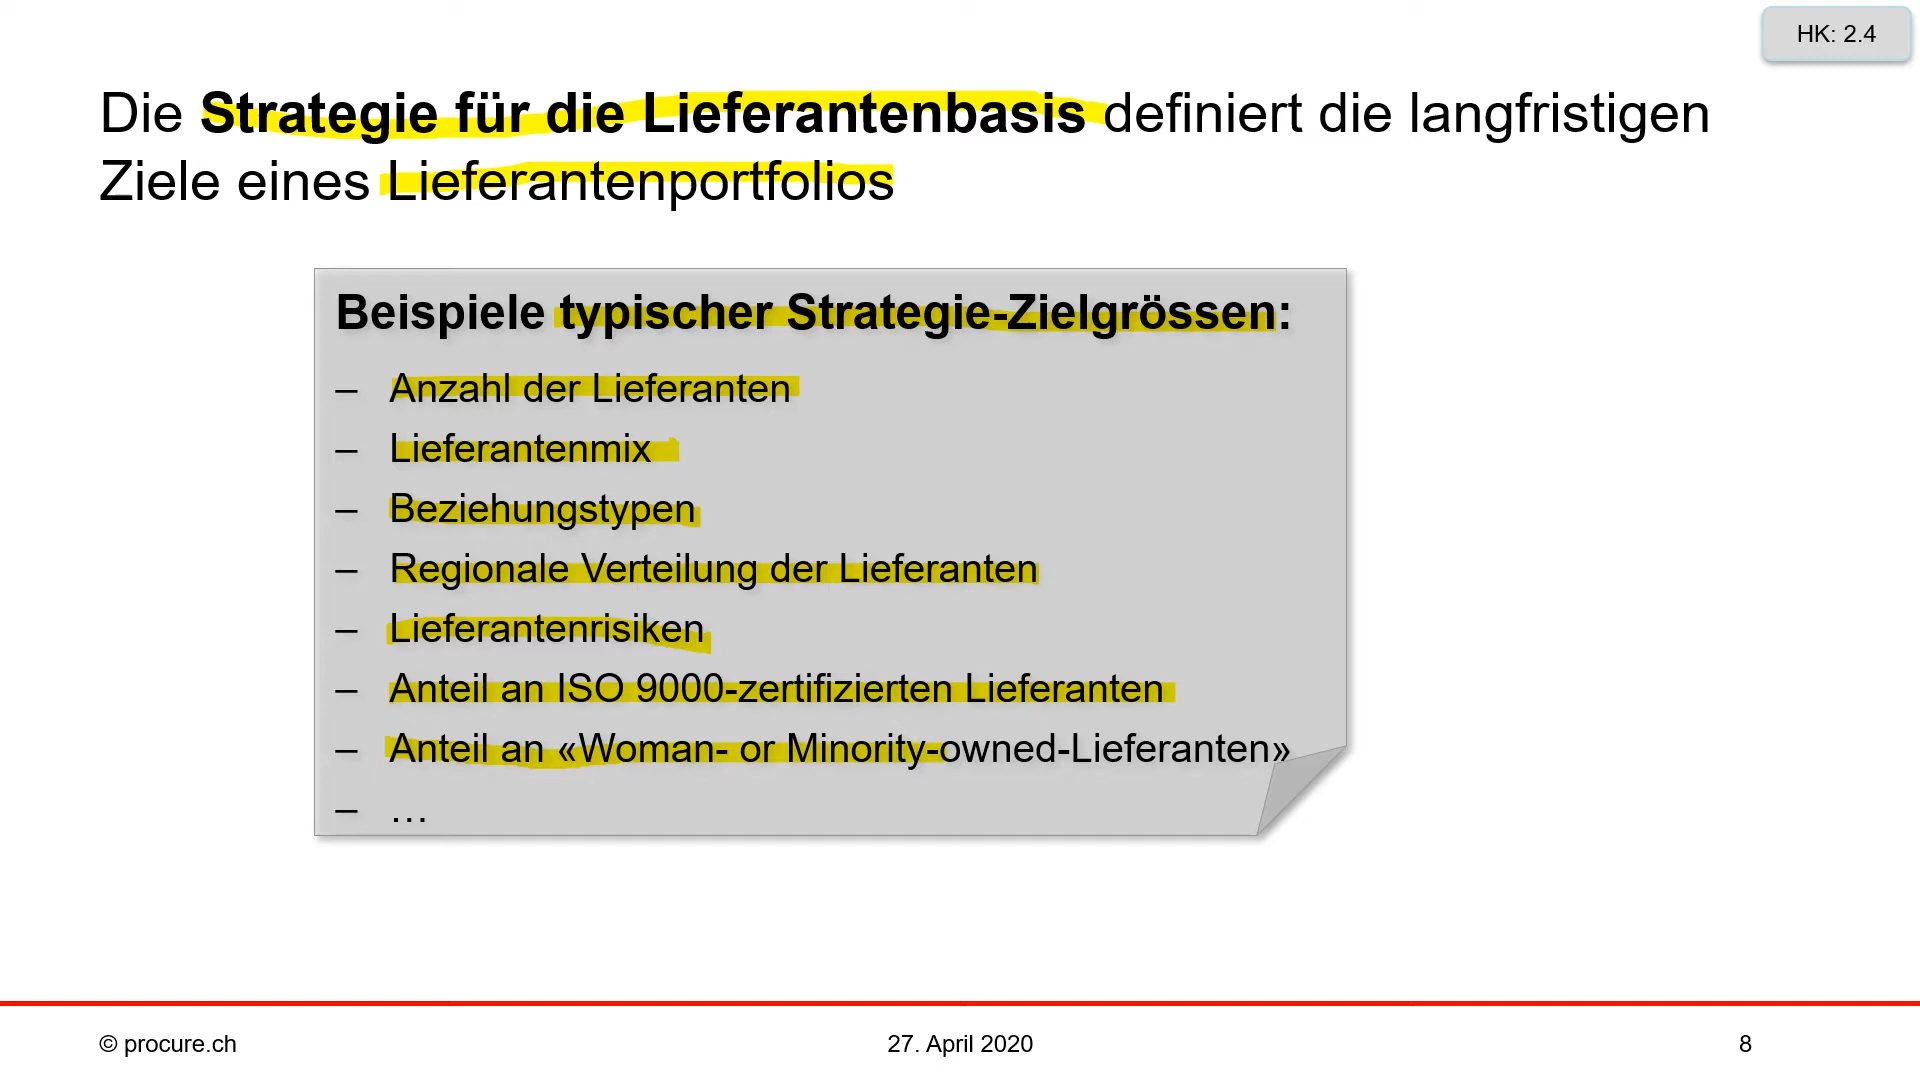 HK: 2.4
Die Strategie für die Lieferantenbasis definiert die langfristigen
Ziele eines Lieferantenportfolios
Beispiele typischer Strategie-Zielgrössen:
– Anzahl der Lieferanten
– Lieferantenmix
– Beziehungstypen
– Regionale Verteilung der Lieferanten
– Lieferantenrisiken
– Anteil an ISO 9000-zertifizierten Lieferanten
– Anteil an «Woman- or Minority-owned-Lieferanten»
– …
© procure.ch
27. April 2020
8